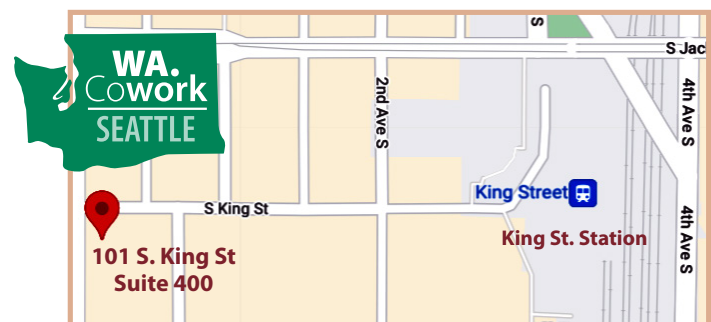 WA.
Cowork
SEATTLE
S
S Jac
2nd Ave S
4th Ave S
King Street
S King St
4th Ave S
King St. Station
101 S. King St
Suite 400